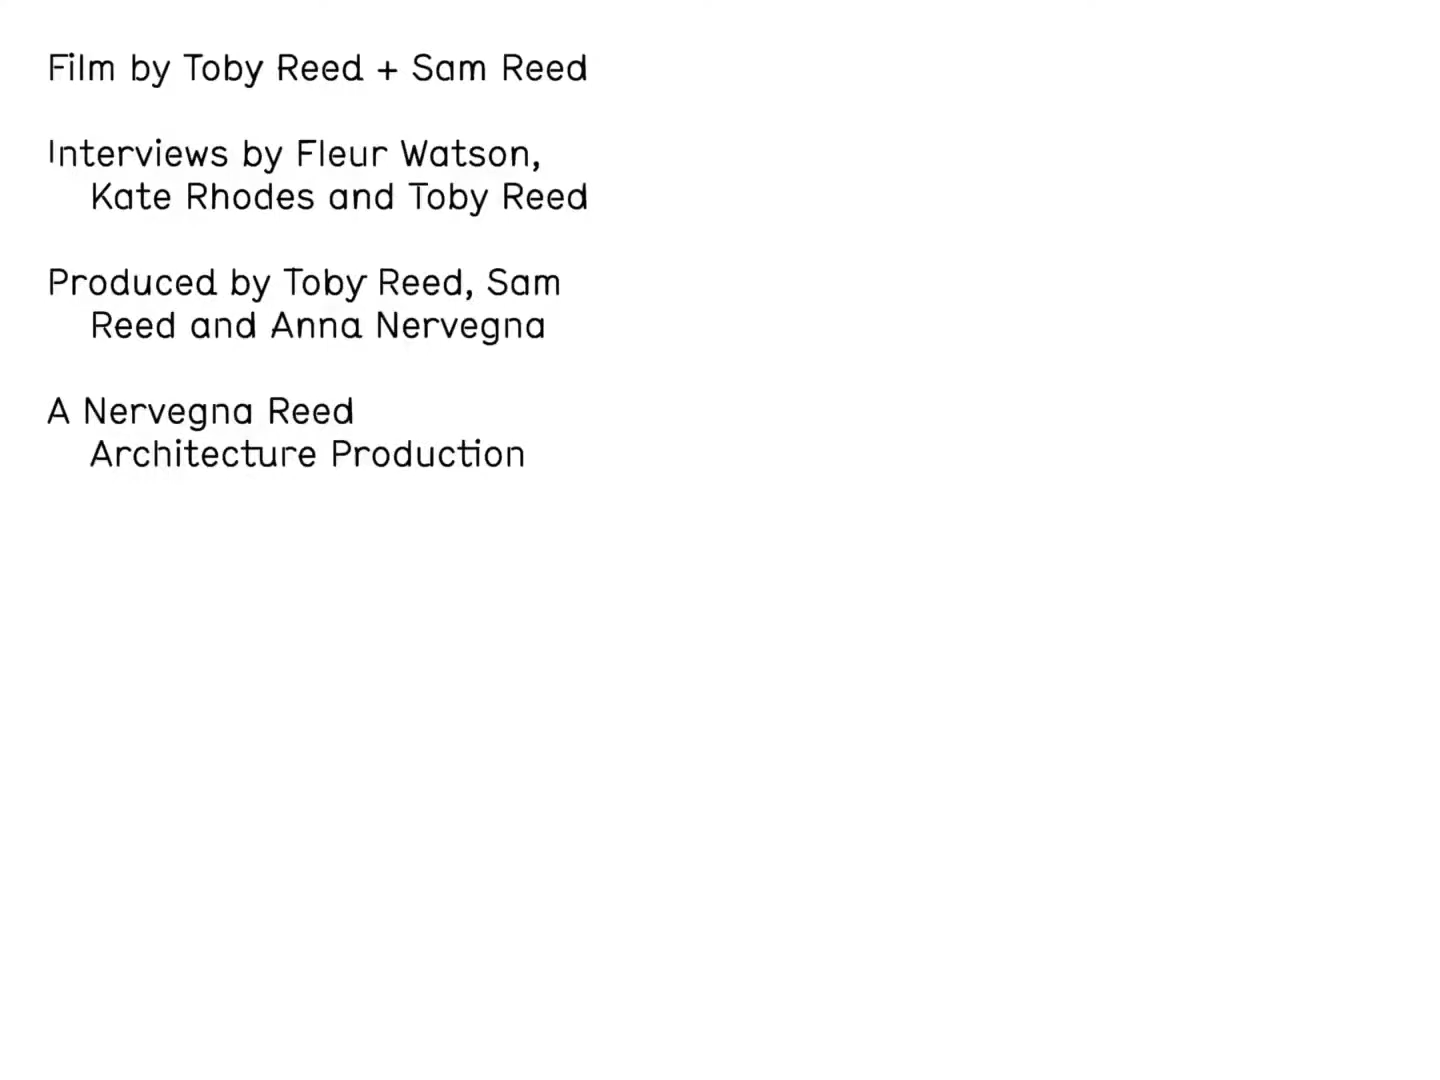 Film by Toby Reed + Sam Reed
Interviews by Fleur Watson,
Kate Rhodes and Toby Reed
Produced by Toby Reed, Sam
Reed and Anna Nervegna
A Nervegna Reed
Architecture Production